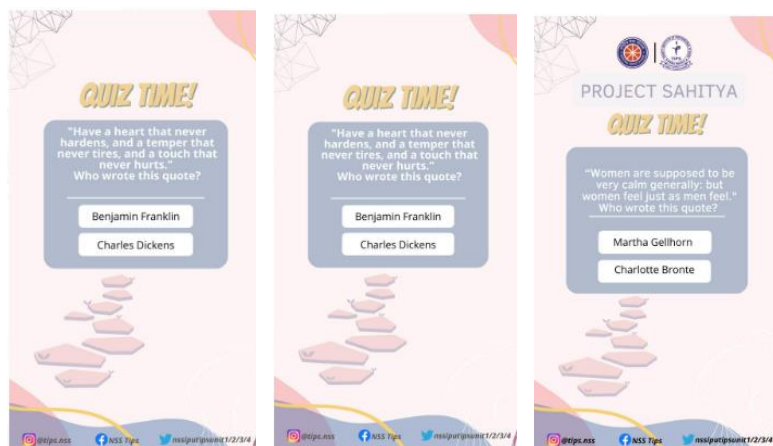 QUIZ TIME!
"Have a heart that never
hardens, and a temper that
never tires, and a touch that
never hurts."
Who wrote this quote?
Benjamin Franklin
Charles Dickens
@tips.nss
NSS Tips
nssiputipsunit1/2/3/4
QUIZ TIME!
"Have a heart that never
hardens, and a temper that
never tires, and a touch that
never hurts."
Who wrote this quote?
Benjamin Franklin
Charles Dickens
@tips.nss
NSS Tips
nssiputipsunit1/2/3/4
PROJECT SAHITYA
QUIZ TIME!
"Women are supposed to be
very calm generally: but
women feel just as men feel."
Who wrote this quote?
Martha Gellhorn
Charlotte Bronte
@tips.nss
NSS Tips
nssiputipsunit1/2/3/4